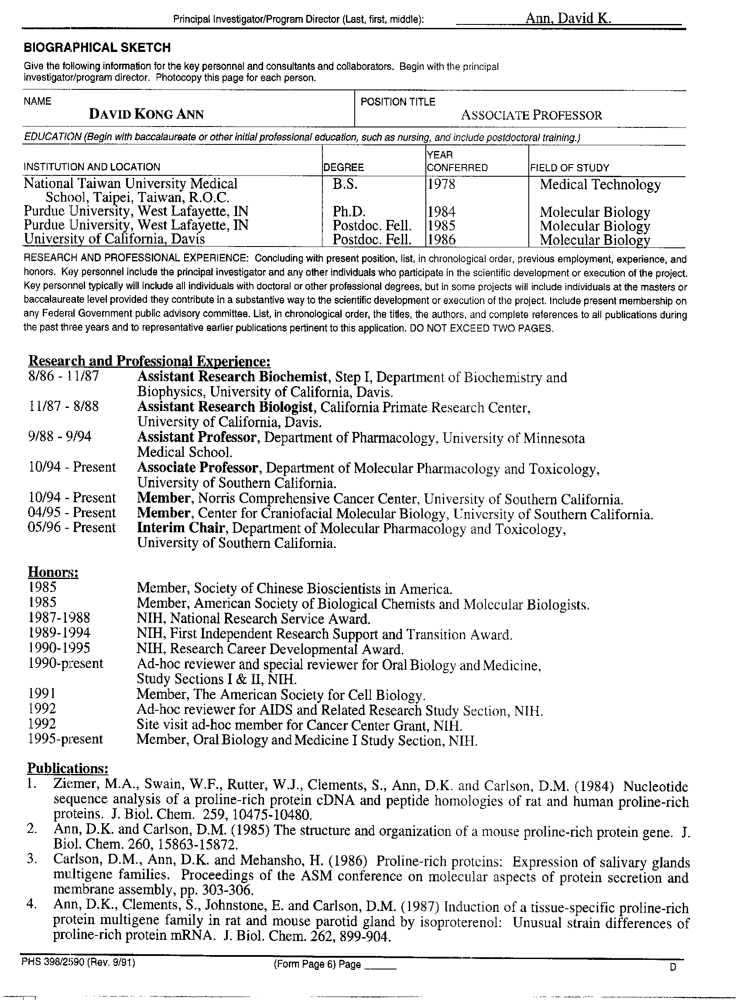 Principal Investigator/Program Director (Last, first, middle): Ann, David K.
BIOGRAPHICAL SKETCH
Give the following information for the key personnel and consultants and collaborators. Begin with the principal
investigator/program director. Photocopy this page for each person.
NAME
POSITION TITLE
DAVID KONG ANN
ASSOCIATE PROFESSOR
EDUCATION (Begin with baccalaureate or other initial professional education, such as nursing, and include postdoctoral training.)
INSTITUTION AND LOCATION DEGREE YEAR CONFERRED FIELD OF STUDY
National Taiwan University Medical B.S. 1978 Medical Technology
School, Taipei, Taiwan, R.O.C.
Purdue University, West Lafayette, IN Ph.D. 1984 Molecular Biology
Purdue University, West Lafayette, IN Postdoc. Fell. 1985 Molecular Biology
University of California, Davis Postdoc. Fell. 1986 Molecular Biology
RESEARCH AND PROFESSIONAL EXPERIENCE: Concluding with present position, list, in chronological order, previous employment, experience, and
honors. Key personnel include the principal investigator and any other individuals who participate in the scientific development or execution of the project.
Key personnel typically will include all individuals with doctoral or other professional degrees, but in some projects will include individuals at the masters or
baccalaureate level provided they contribute in a substantive way to the scientific development or execution of the project. Include present membership on
any Federal Government public advisory committee. List, in chronological order, the titles, the authors, and complete references to all publications during
the past three years and to representative earlier publications pertinent to this application. DO NOT EXCEED TWO PAGES.
Research and Professional Experience:
8/86 - 11/87 Assistant Research Biochemist, Step I, Department of Biochemistry and
Biophysics, University of California, Davis.
11/87 - 8/88 Assistant Research Biologist, California Primate Research Center,
University of California, Davis.
9/88 - 9/94 Assistant Professor, Department of Pharmacology, University of Minnesota
Medical School.
10/94 - Present Associate Professor, Department of Molecular Pharmacology and Toxicology,
University of Southern California.
10/94 - Present Member, Norris Comprehensive Cancer Center, University of Southern California.
04/95 - Present Member, Center for Craniofacial Molecular Biology, University of Southern California.
05/96 - Present Interim Chair, Department of Molecular Pharmacology and Toxicology,
University of Southern California.
Honors:
1985 Member, Society of Chinese Bioscientists in America.
1985 Member, American Society of Biological Chemists and Molecular Biologists.
1987-1988 NIH, National Research Service Award.
1989-1994 NIH, First Independent Research Support and Transition Award.
1990-1995 NIH, Research Career Developmental Award.
1990-present Ad-hoc reviewer and special reviewer for Oral Biology and Medicine,
Study Sections I & II, NIH.
1991 Member, The American Society for Cell Biology.
1992 Ad-hoc reviewer for AIDS and Related Research Study Section, NIH.
1992 Site visit ad-hoc member for Cancer Center Grant, NIH.
1995-present Member, Oral Biology and Medicine I Study Section, NIH.
Publications:
1. Ziemer, M.A., Swain, W.F., Rutter, W.J., Clements, S., Ann, D.K. and Carlson, D.M. (1984) Nucleotide
sequence analysis of a proline-rich protein cDNA and peptide homologies of rat and human proline-rich
proteins. J. Biol. Chem. 259, 10475-10480.
2. Ann, D.K. and Carlson, D.M. (1985) The structure and organization of a mouse proline-rich protein gene. J.
Biol. Chem. 260, 15863-15872.
3. Carlson, D.M., Ann, D.K. and Mehansho, H. (1986) Proline-rich proteins: Expression of salivary glands
multigene families. Proceedings of the ASM conference on molecular aspects of protein secretion and
membrane assembly, pp. 303-306.
4. Ann, D.K., Clements, S., Johnstone, E. and Carlson, D.M. (1987) Induction of a tissue-specific proline-rich
protein multigene family in rat and mouse parotid gland by isoproterenol: Unusual strain differences of
proline-rich protein mRNA. J. Biol. Chem. 262, 899-904.
PHS 398/2590 (Rev. 9/91) (Form Page 6) Page ______ D